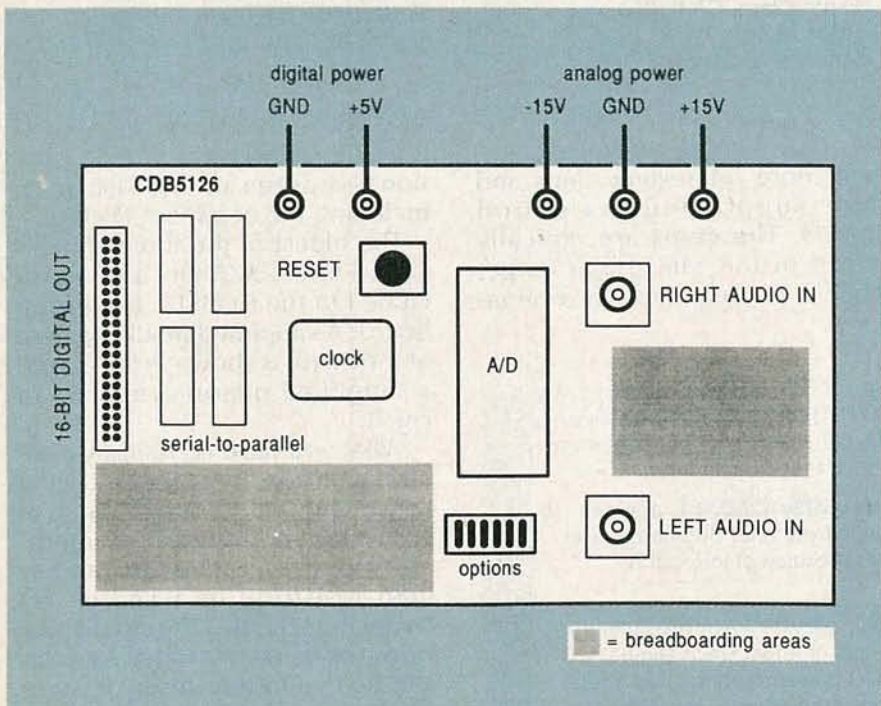 digital power
analog power
GND
+5V
-15V
GND
+15V
CDB5126
RESET
RIGHT AUDIO IN
16-BIT DIGITAL OUT
clock
A/D
serial-to-parallel
LEFT AUDIO IN
options
= breadboarding areas